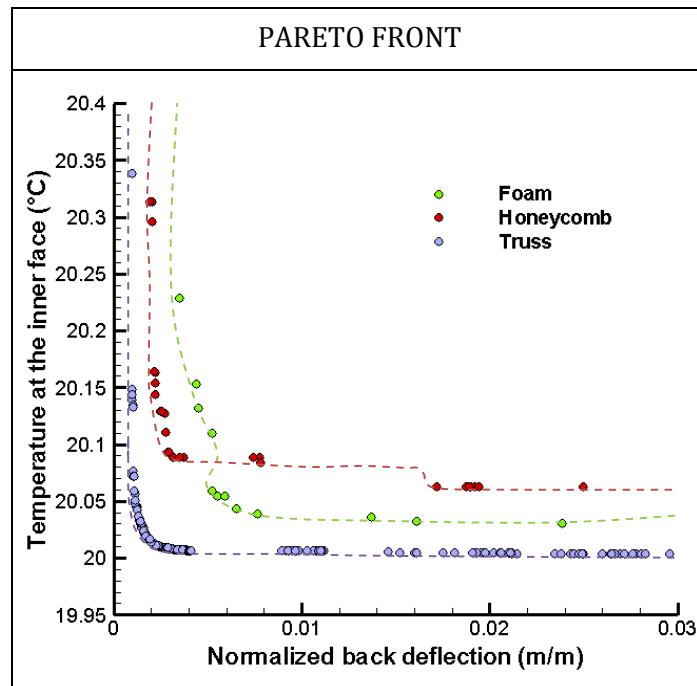 PARETO FRONT
20.4
20.35
20.3
20.25
20.2
20.15
20.1
20.05
20
19.95
Temperature at the inner face (°C)
Foam
Honeycomb
Truss
0
0.01
0.02
0.03
Normalized back deflection (m/m)